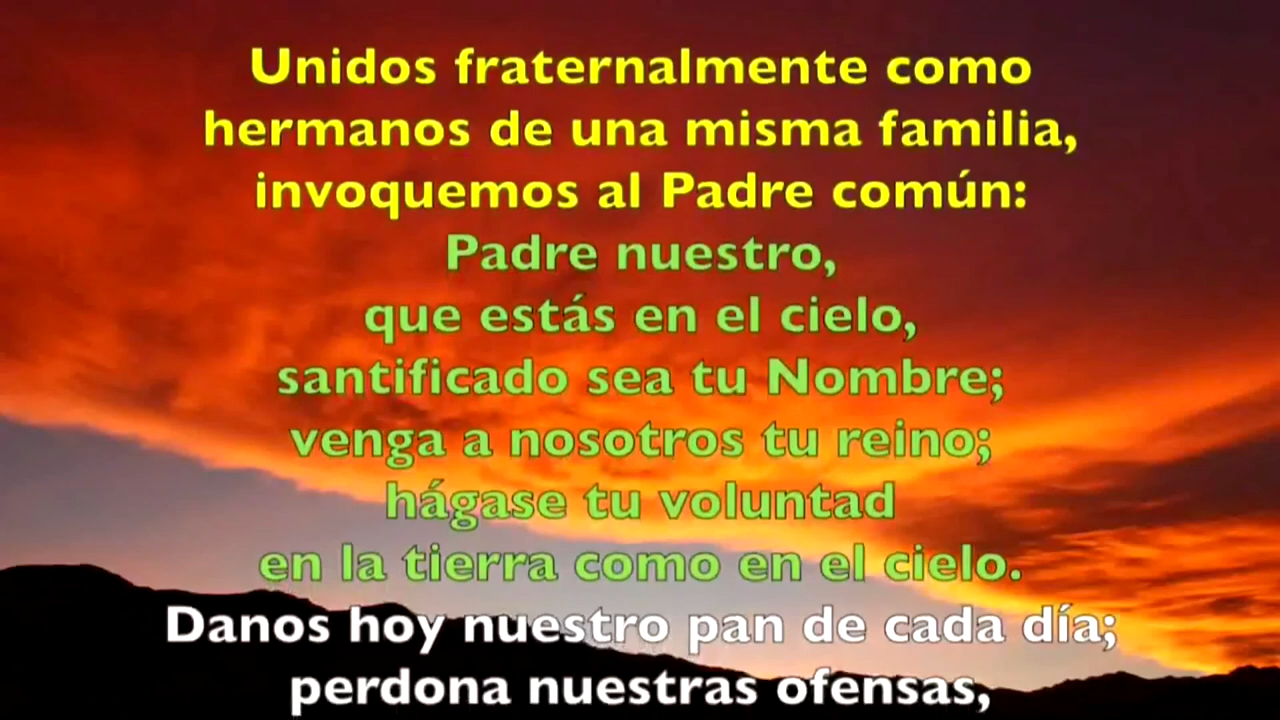 Unidos fraternalmente como
hermanos de una misma familia,
invoquemos al Padre común:
Padre nuestro,
que estás en el cielo,
santificado sea tu Nombre;
venga a nosotros tu reino;
hágase tu voluntad
en la tierra como en el cielo.
Danos hoy nuestro pan de cada día;
perdona nuestras ofensas,